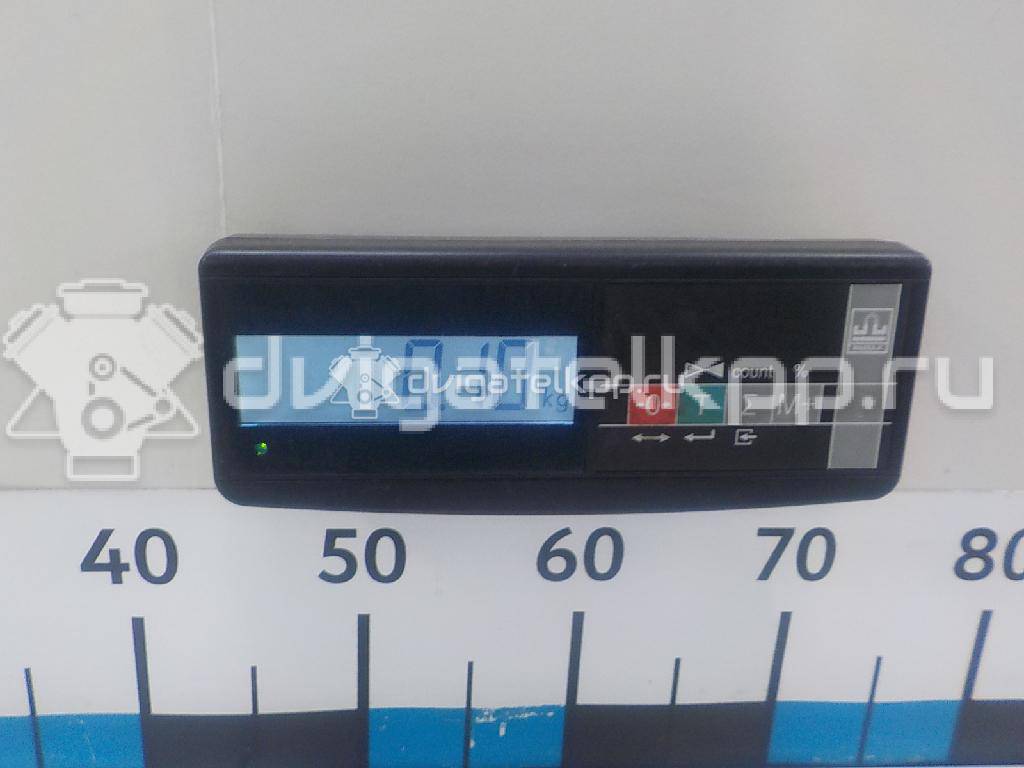 dvigatelkpp.ru
dvigatelkpp.ru
kg
count %
→0← Σ M+
40 50 60 70 80